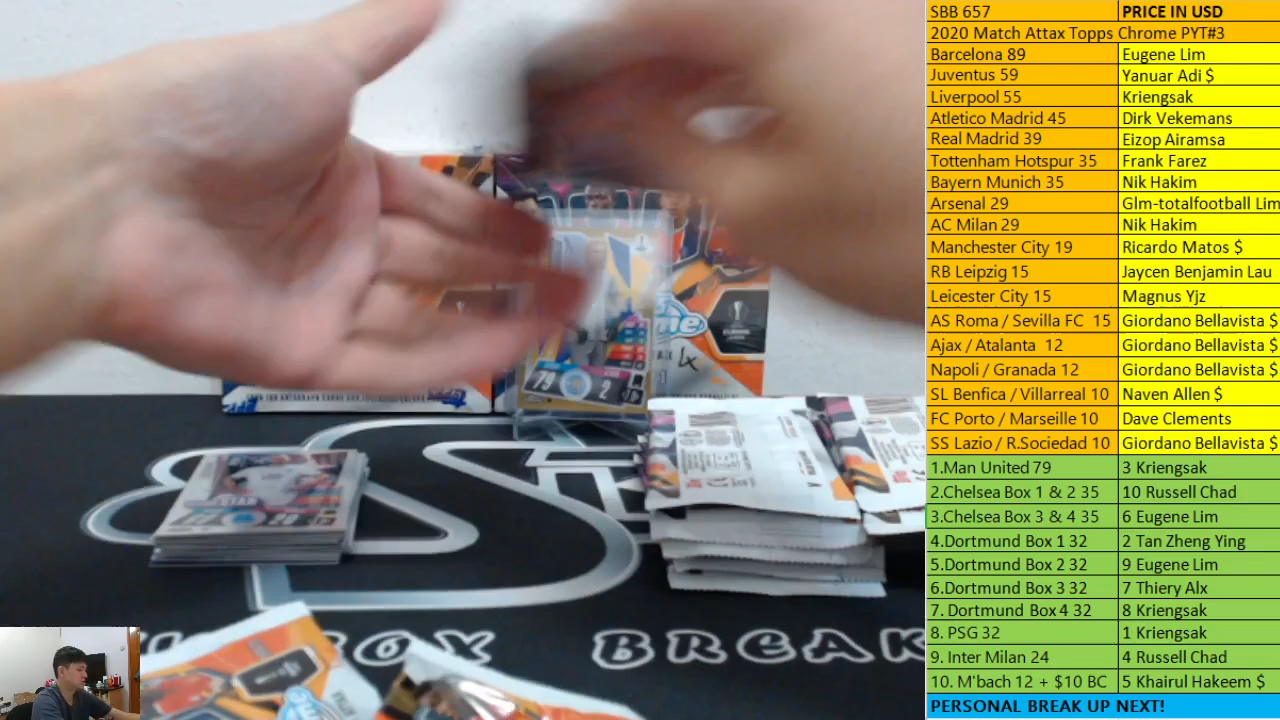 SBB 657 PRICE IN USD
2020 Match Attax Topps Chrome PYT#3
Barcelona 89 Eugene Lim
Juventus 59 Yanuar Adi $
Liverpool 55 Kriengsak
Atletico Madrid 45 Dirk Vekemans
Real Madrid 39 Eizop Airamsa
Tottenham Hotspur 35 Frank Farez
Bayern Munich 35 Nik Hakim
Arsenal 29 Glm-totalfootball Lim
AC Milan 29 Nik Hakim
Manchester City 19 Ricardo Matos $
RB Leipzig 15 Jaycen Benjamin Lau
Leicester City 15 Magnus Yjz
AS Roma / Sevilla FC 15 Giordano Bellavista $
Ajax / Atalanta 12 Giordano Bellavista $
Napoli / Granada 12 Giordano Bellavista $
SL Benfica / Villarreal 10 Naven Allen $
FC Porto / Marseille 10 Dave Clements
SS Lazio / R.Sociedad 10 Giordano Bellavista $
1.Man United 79 3 Kriengsak
2.Chelsea Box 1 & 2 35 10 Russell Chad
3.Chelsea Box 3 & 4 35 6 Eugene Lim
4.Dortmund Box 1 32 2 Tan Zheng Ying
5.Dortmund Box 2 32 9 Eugene Lim
6.Dortmund Box 3 32 7 Thiery Alx
7. Dortmund Box 4 32 8 Kriengsak
8. PSG 32 1 Kriengsak
9. Inter Milan 24 4 Russell Chad
10. M'bach 12 + $10 BC 5 Khairul Hakeem $
PERSONAL BREAK UP NEXT!
79 2
BOX BREAK